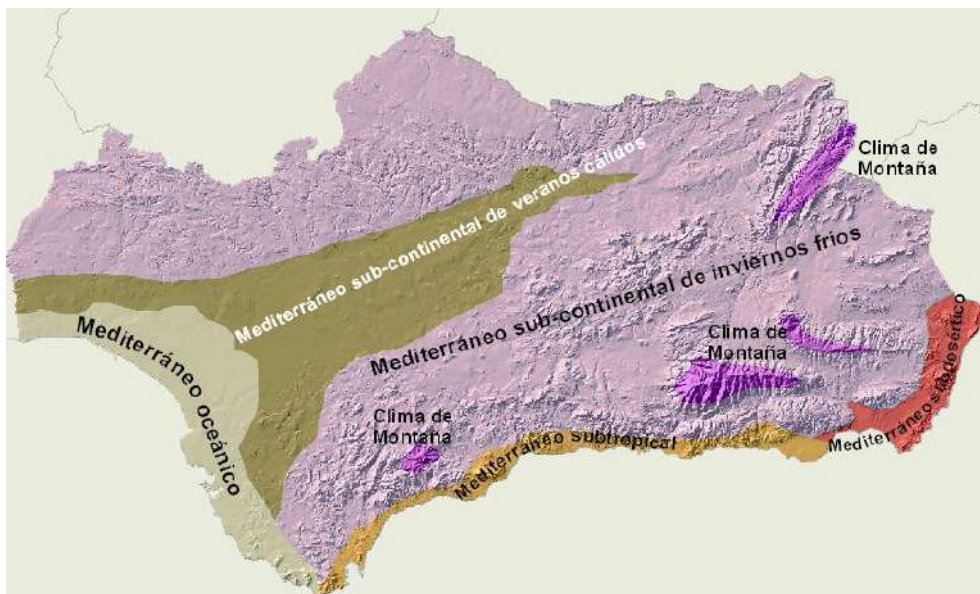 Clima de
Montaña
Mediterráneo sub-continental de veranos cálidos
Mediterráneo sub-continental de inviernos fríos
Mediterráneo oceánico
Clima de
Montaña
Clima de
Montaña
Mediterráneo subtropical
Mediterráneo subdesértico